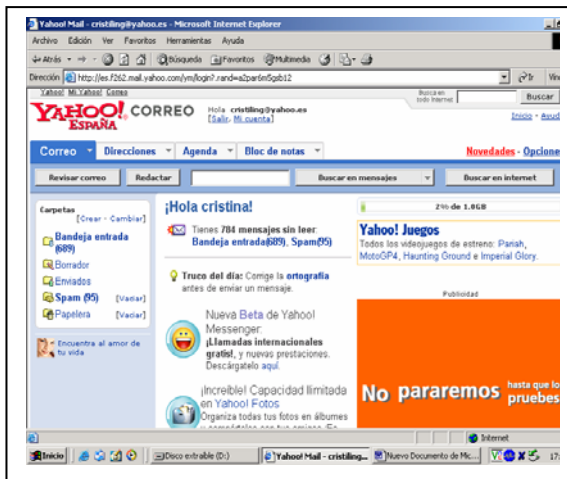 Yahoo! Mail - cristiling@yahoo.es - Microsoft Internet Explorer
Archivo Edición Ver Favoritos Herramientas Ayuda
Atrás Búsqueda Favoritos Multimedia
Dirección http://es.f262.mail.yahoo.com/ym/login?.rand=a2par6m5gsb12 Ir
Yahoo! Mi Yahoo! Correo
Busca en todo Internet Buscar
YAHOO! ESPAÑA CORREO
Hola cristiling@yahoo.es
[Salir, Mi cuenta]
Inicio - Ayud
Correo Direcciones Agenda Bloc de notas Novedades - Opcione
Revisar correo Redactar Buscar en mensajes Buscar en internet
Carpetas
[Crear - Cambiar]
Bandeja entrada (689)
Borrador
Enviados
Spam (95) [Vaciar]
Papelera [Vaciar]
Encuentra al amor de tu vida
¡Hola cristina!
Tienes 784 mensajes sin leer:
Bandeja entrada(689), Spam(95)
Truco del día: Corrige la ortografía
antes de enviar un mensaje.
Nueva Beta de Yahoo!
Messenger:
¡Llamadas internacionales
gratis!, y nuevas prestaciones.
Descárgatelo aquí.
¡Increíble! Capacidad Ilimitada
en Yahoo! Fotos
Organiza todas tus fotos en álbumes
2% de 1.0GB
Yahoo! Juegos
Todos los videojuegos de estreno: Pariah,
MotoGP4, Haunting Ground e Imperial Glory.
Publicidad
No pararemos hasta que lo
pruebes
Internet
Inicio Disco extraíble (D:) Yahoo! Mail - cristiling... Nuevo Documento de Mic... 17: